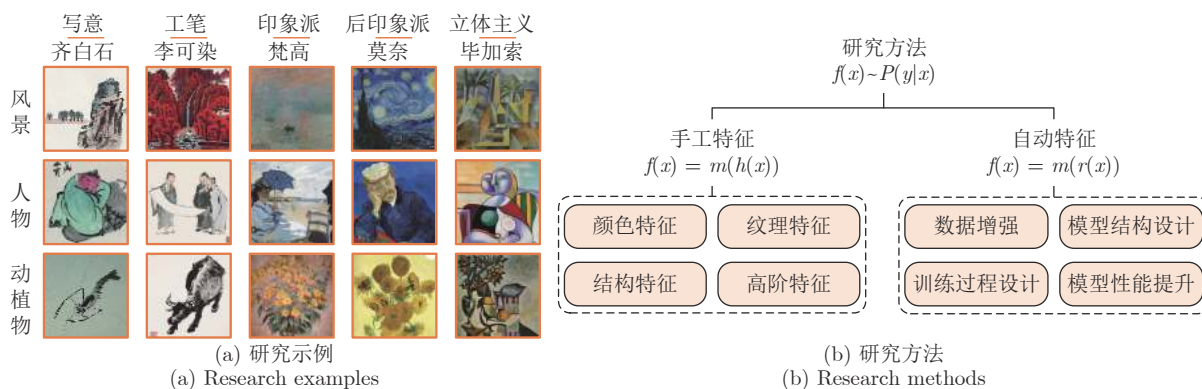 写意 工笔 印象派 后印象派 立体主义
齐白石 李可染 梵高 莫奈 毕加索
风景
人物
动植物
(a) 研究示例
(a) Research examples
研究方法
f(x)~P(y|x)
手工特征
f(x) = m(h(x))
颜色特征 纹理特征
结构特征 高阶特征
自动特征
f(x) = m(r(x))
数据增强 模型结构设计
训练过程设计 模型性能提升
(b) 研究方法
(b) Research methods